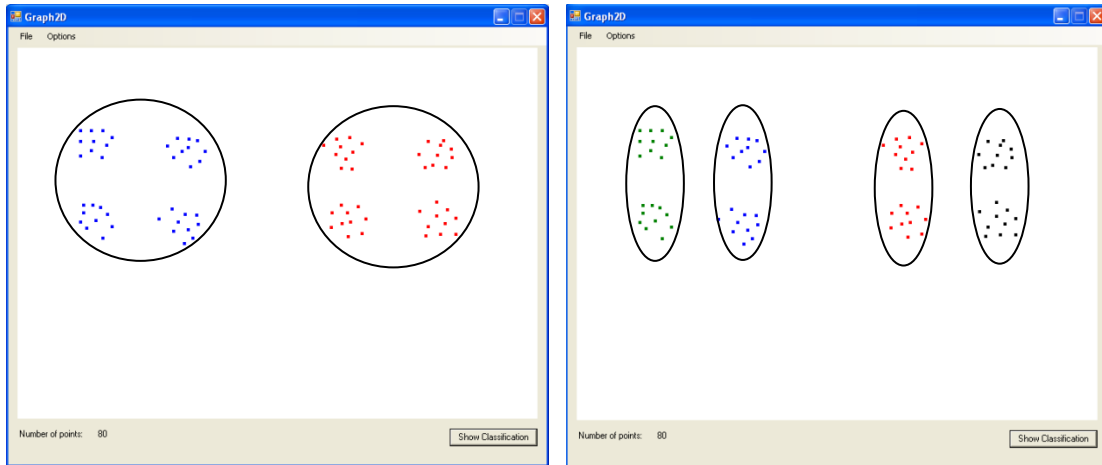 Graph2D
File Options
Number of points: 80
Show Classification
Graph2D
File Options
Number of points: 80
Show Classification